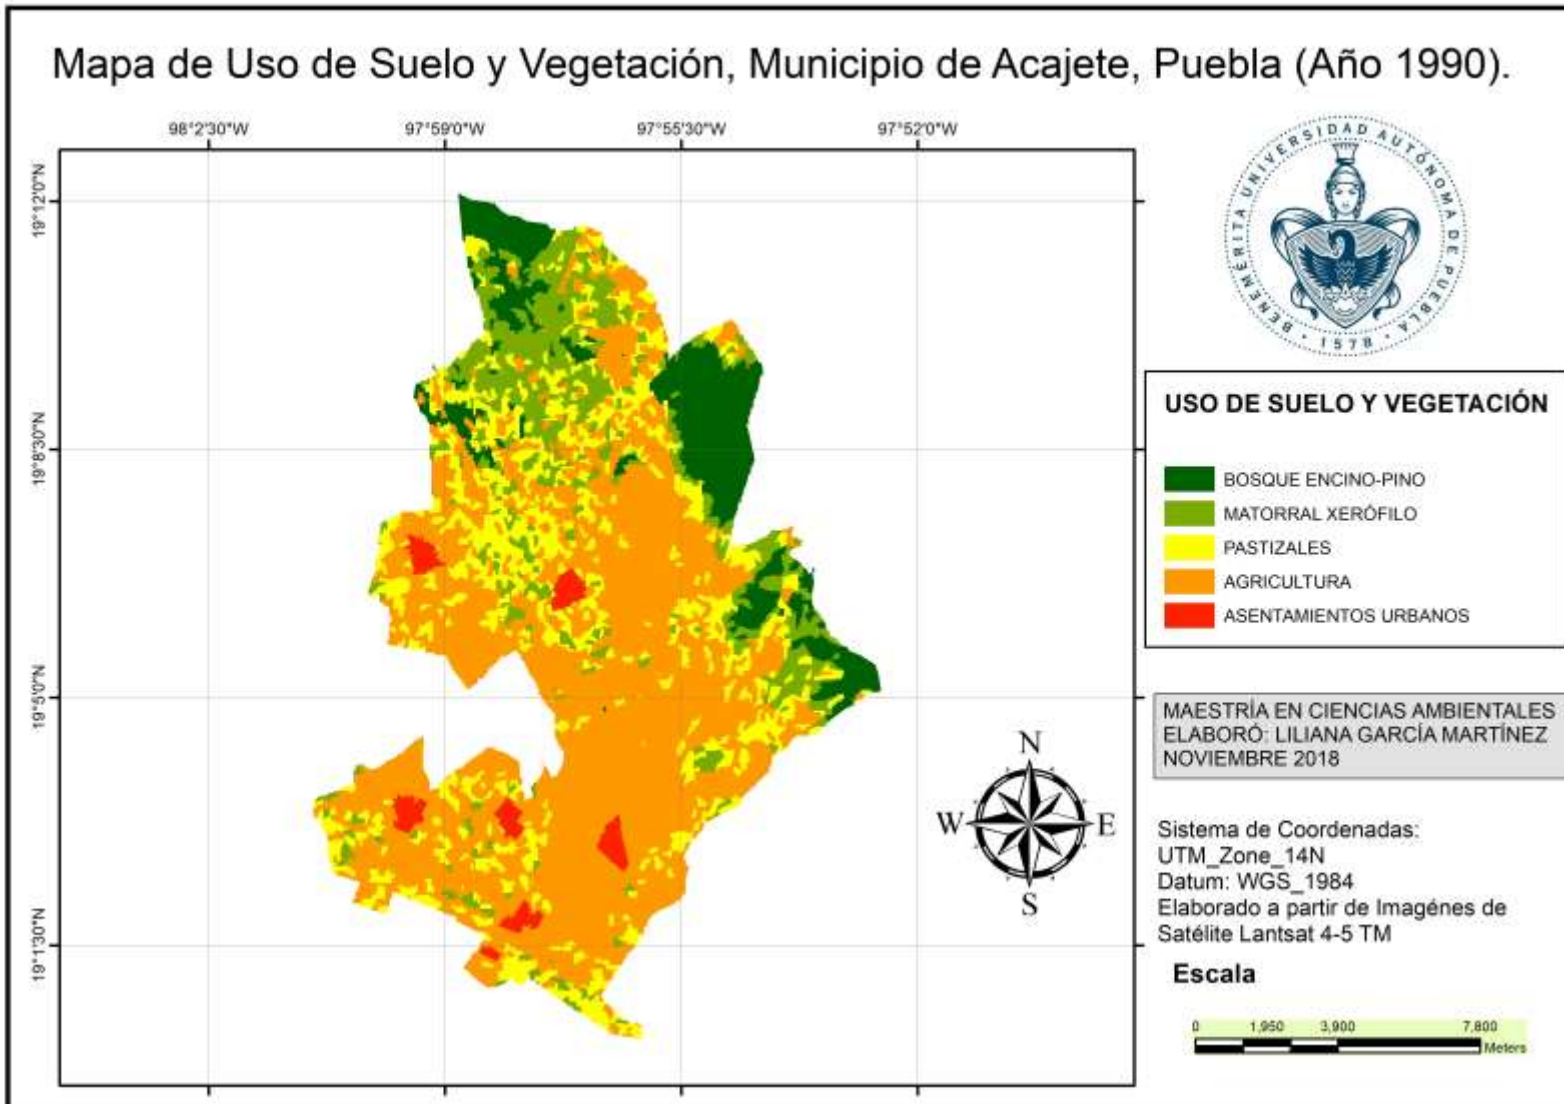 Mapa de Uso de Suelo y Vegetación, Municipio de Acajete, Puebla (Año 1990).
98°2'30"W 97°59'0"W 97°55'30"W 97°52'0"W
19°12'0"N
19°8'30"N
19°5'0"N
19°1'30"N
BENEMÉRITA UNIVERSIDAD AUTÓNOMA DE PUEBLA
• 1578 •
USO DE SUELO Y VEGETACIÓN
BOSQUE ENCINO-PINO
MATORRAL XERÓFILO
PASTIZALES
AGRICULTURA
ASENTAMIENTOS URBANOS
MAESTRÍA EN CIENCIAS AMBIENTALES
ELABORÓ: LILIANA GARCÍA MARTÍNEZ
NOVIEMBRE 2018
N
W E
S
Sistema de Coordenadas:
UTM_Zone_14N
Datum: WGS_1984
Elaborado a partir de Imagénes de
Satélite Lantsat 4-5 TM
Escala
0 1,950 3,900 7,800
Meters